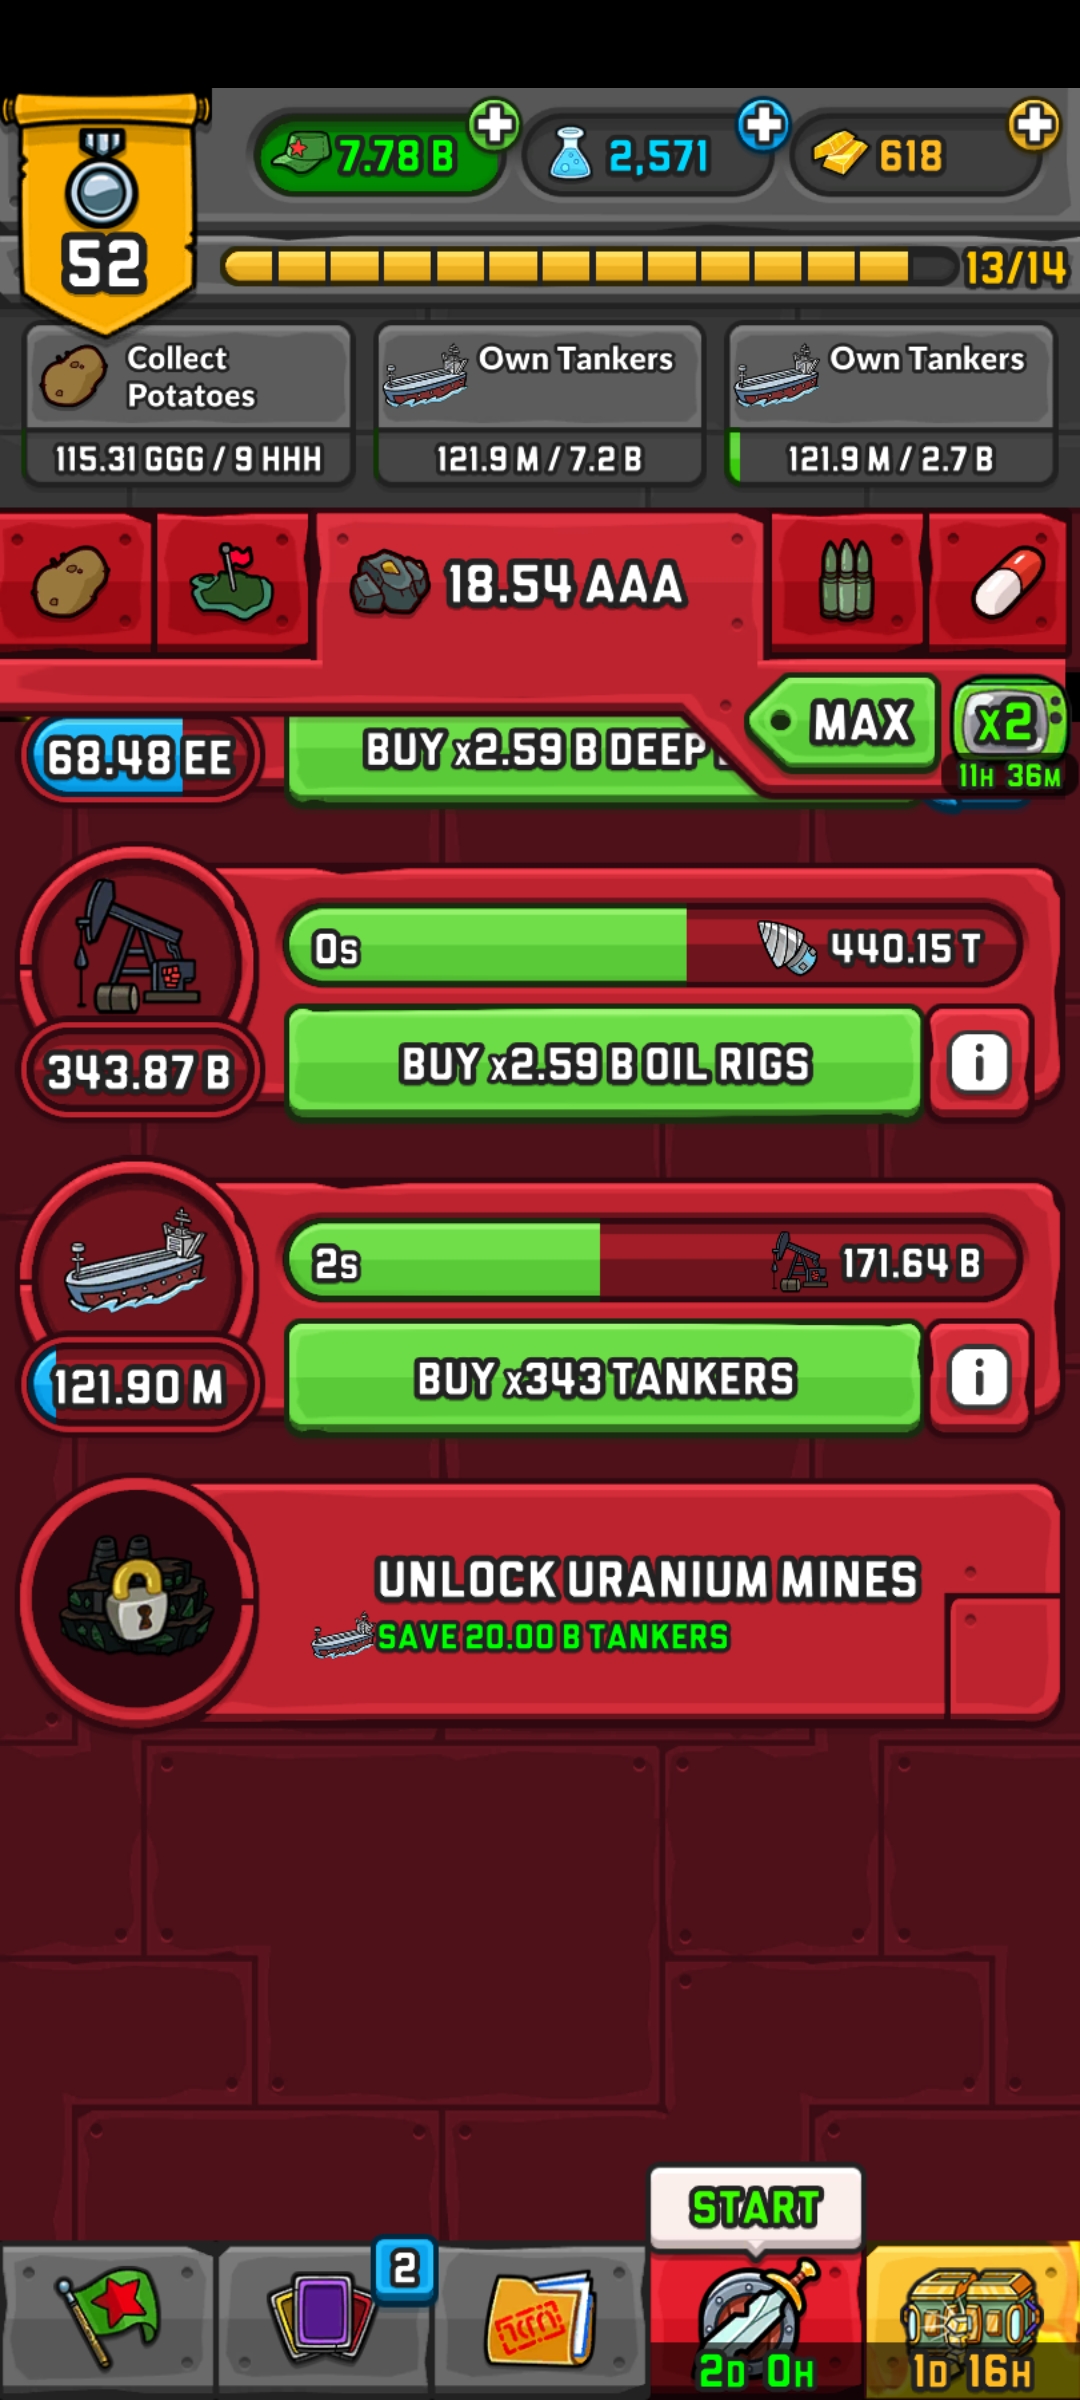 7.78 B
2,571
618
52
13/14
Collect
Potatoes
115.31 GGG / 9 HHH
Own Tankers
121.9 M / 7.2 B
Own Tankers
121.9 M / 2.7 B
18.54 AAA
MAX
x2
11H 36M
68.48 EE
BUY x2.59 B DEEP
0s
440.15 T
343.87 B
BUY x2.59 B OIL RIGS
i
2s
171.64 B
121.90 M
BUY x343 TANKERS
i
UNLOCK URANIUM MINES
SAVE 20.00 B TANKERS
START
2
2D 0H
1D 16H